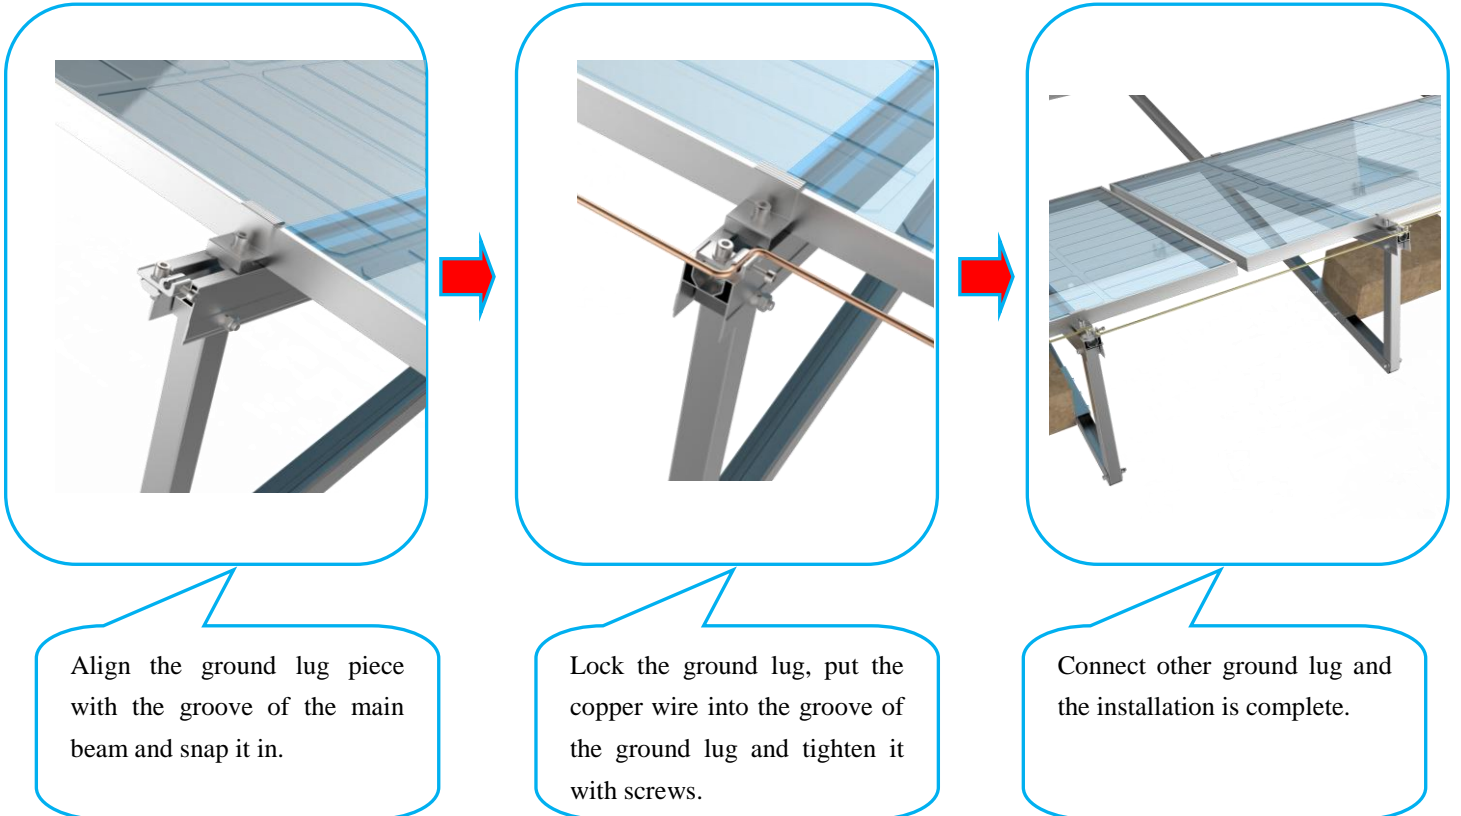 Align the ground lug piece
with the groove of the main
beam and snap it in.
Lock the ground lug, put the
copper wire into the groove of
the ground lug and tighten it
with screws.
Connect other ground lug and
the installation is complete.